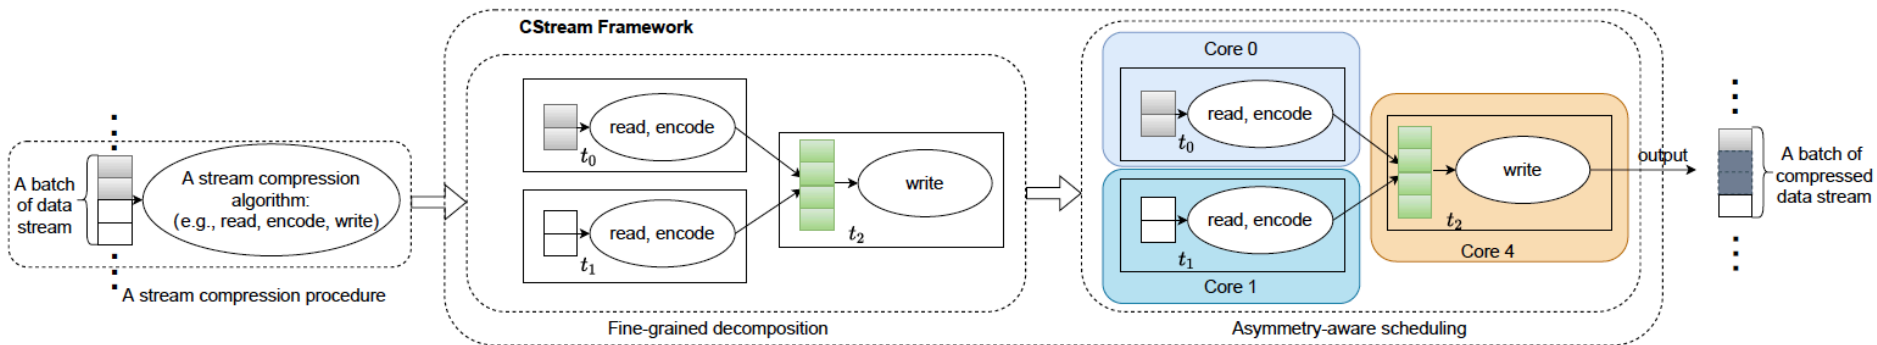 A batch
of data
stream
A stream compression
algorithm:
(e.g., read, encode, write)
A stream compression procedure
CStream Framework
read, encode
t0
read, encode
t1
write
t2
Fine-grained decomposition
Core 0
read, encode
t0
read, encode
t1
Core 1
write
t2
Core 4
Asymmetry-aware scheduling
output
A batch of
compressed
data stream